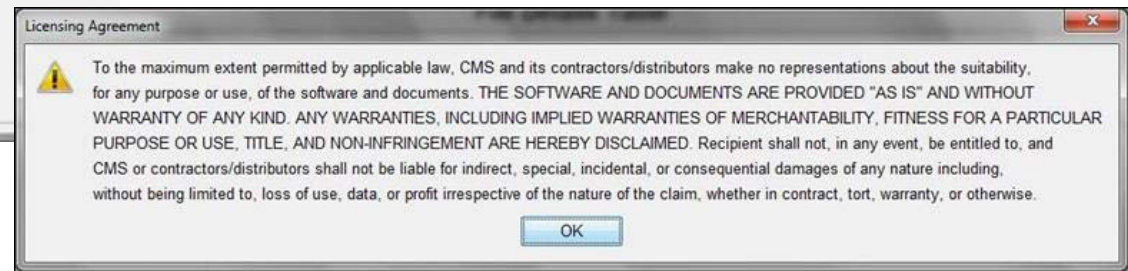 Licensing Agreement
To the maximum extent permitted by applicable law, CMS and its contractors/distributors make no representations about the suitability,
for any purpose or use, of the software and documents. THE SOFTWARE AND DOCUMENTS ARE PROVIDED "AS IS" AND WITHOUT
WARRANTY OF ANY KIND. ANY WARRANTIES, INCLUDING IMPLIED WARRANTIES OF MERCHANTABILITY, FITNESS FOR A PARTICULAR
PURPOSE OR USE, TITLE, AND NON-INFRINGEMENT ARE HEREBY DISCLAIMED. Recipient shall not, in any event, be entitled to, and
CMS or contractors/distributors shall not be liable for indirect, special, incidental, or consequential damages of any nature including,
without being limited to, loss of use, data, or profit irrespective of the nature of the claim, whether in contract, tort, warranty, or otherwise.
OK